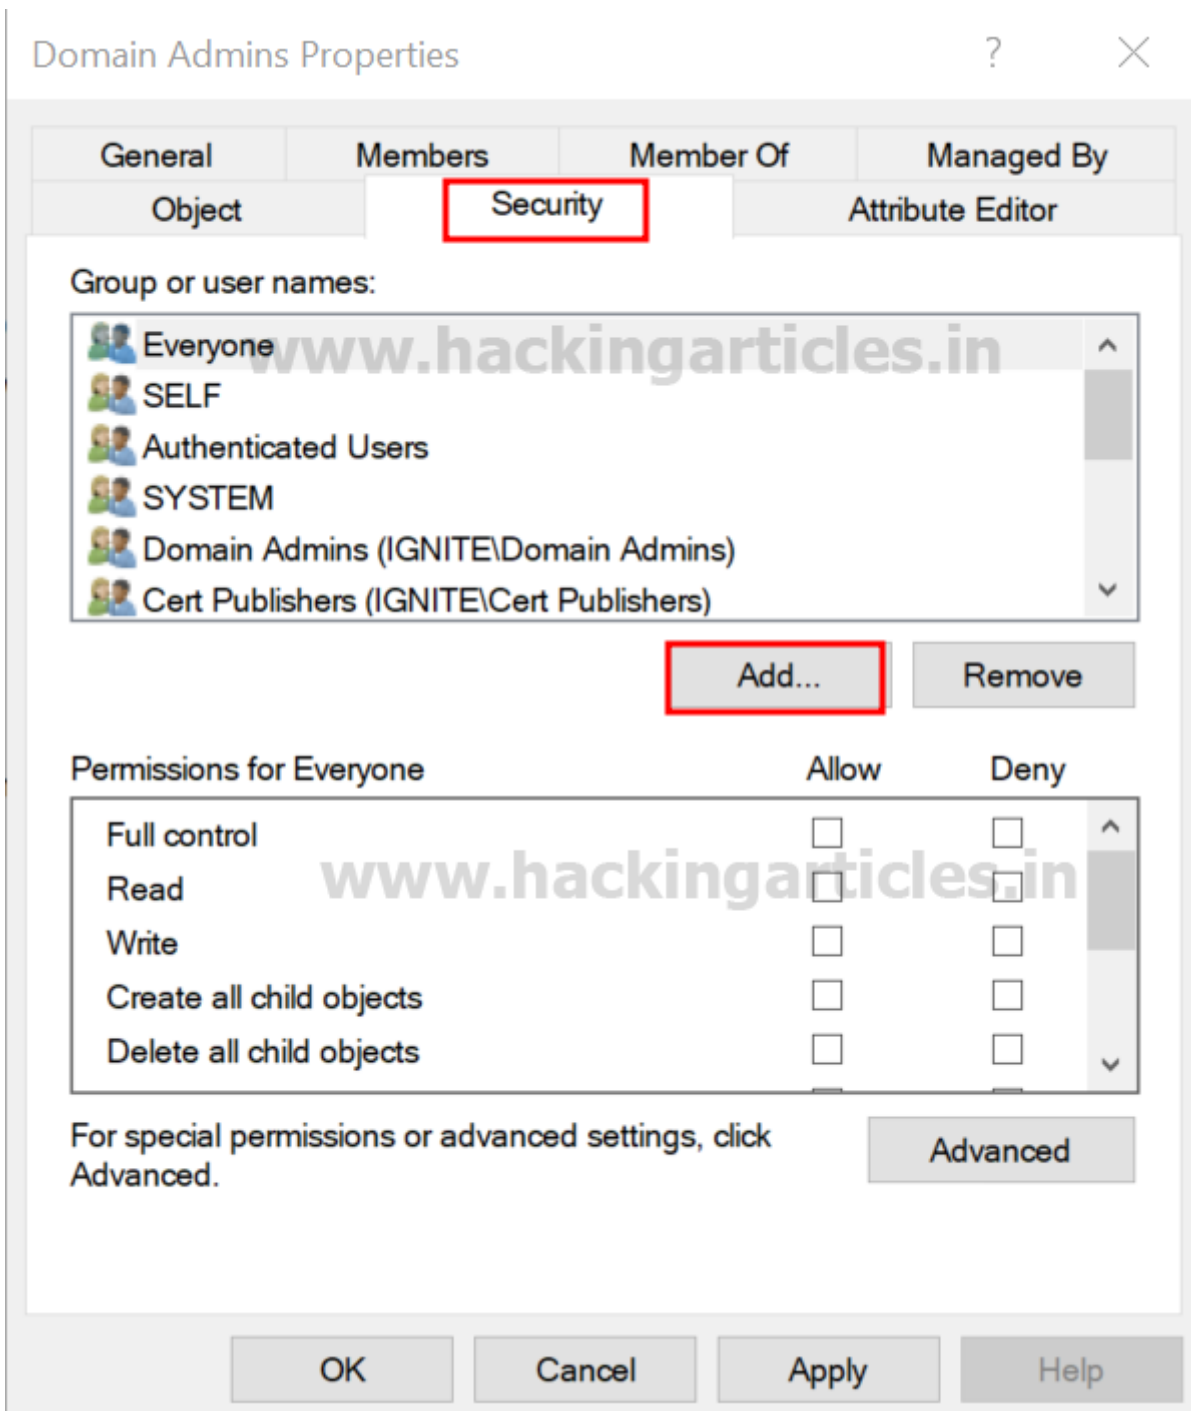 Domain Admins Properties ?
General Members Member Of Managed By
Object Security Attribute Editor
Group or user names:
Everyone
www.hackingarticles.in
SELF
Authenticated Users
SYSTEM
Domain Admins (IGNITE\Domain Admins)
Cert Publishers (IGNITE\Cert Publishers)
Add... Remove
Permissions for Everyone Allow Deny
Full control
Read
www.hackingarticles.in
Write
Create all child objects
Delete all child objects
For special permissions or advanced settings, click
Advanced.
Advanced
OK Cancel Apply Help